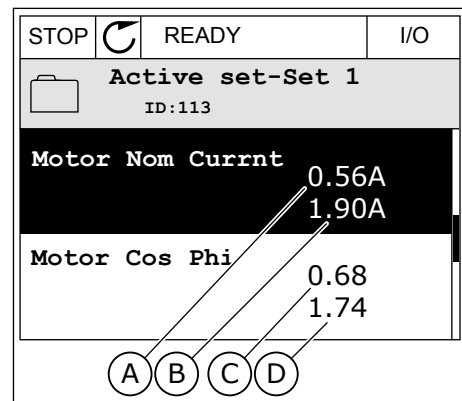 STOP READY I/O
Active set-Set 1
ID:113
Motor Nom Currnt
0.56A
1.90A
Motor Cos Phi
0.68
1.74
A B C D